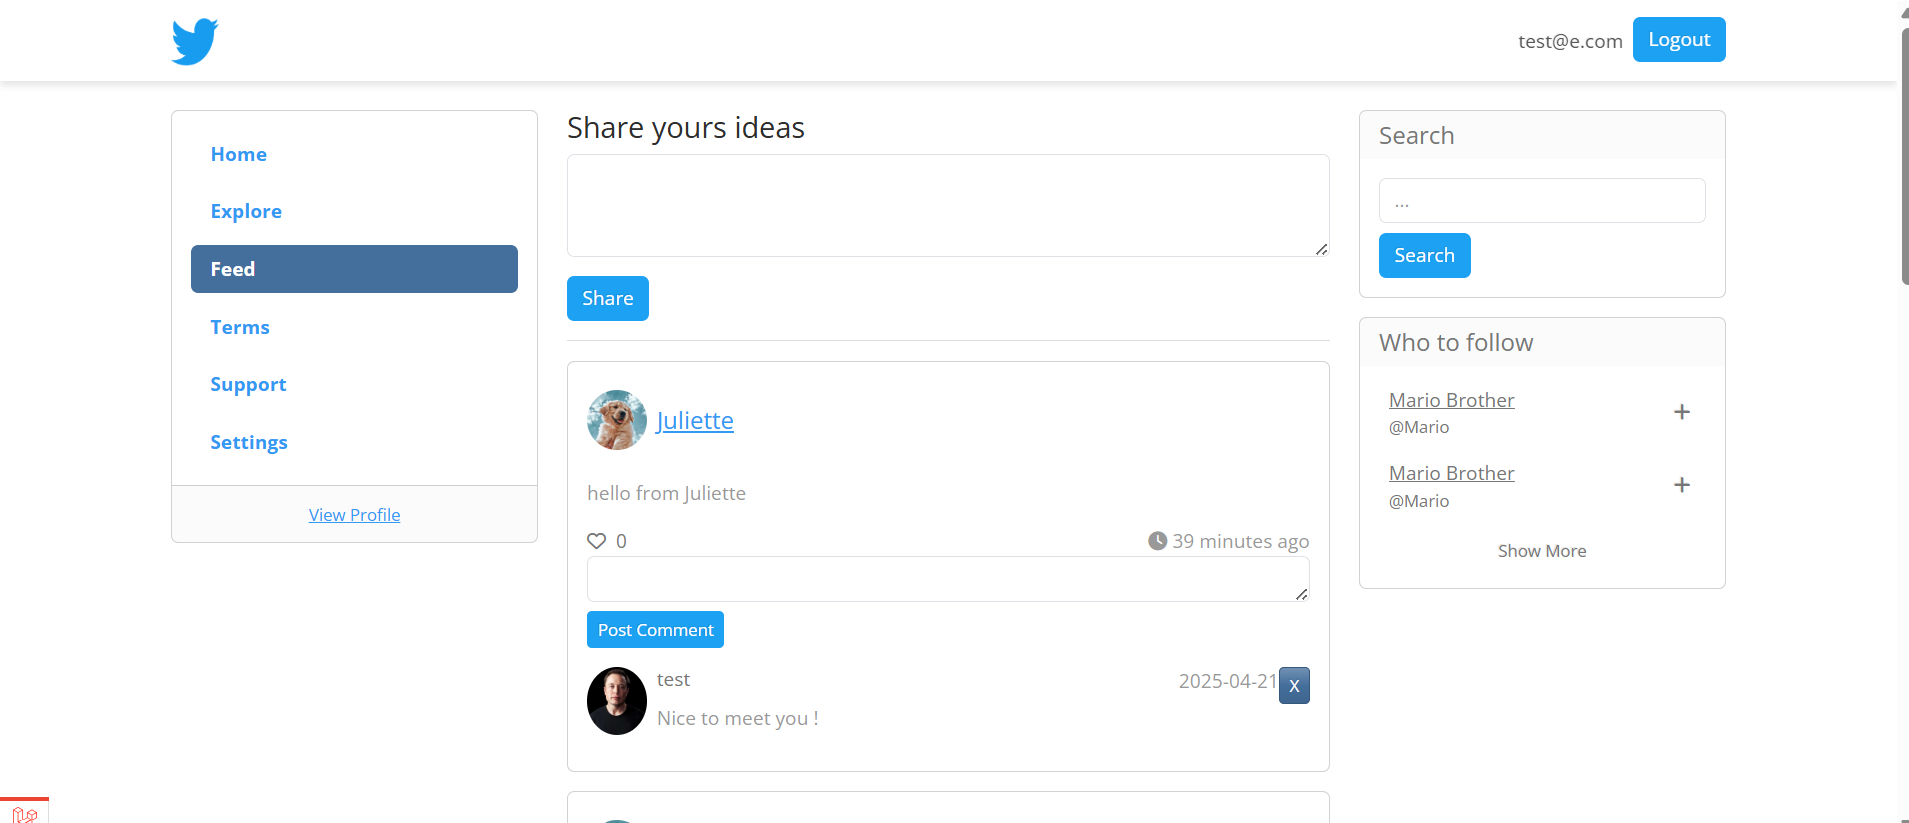 test@e.com
Logout
Home
Explore
Feed
Terms
Support
Settings
View Profile
Share yours ideas
Share
Juliette
hello from Juliette
0
39 minutes ago
Post Comment
test
2025-04-21
X
Nice to meet you !
Search
...
Search
Who to follow
Mario Brother
@Mario
+
Mario Brother
@Mario
+
Show More